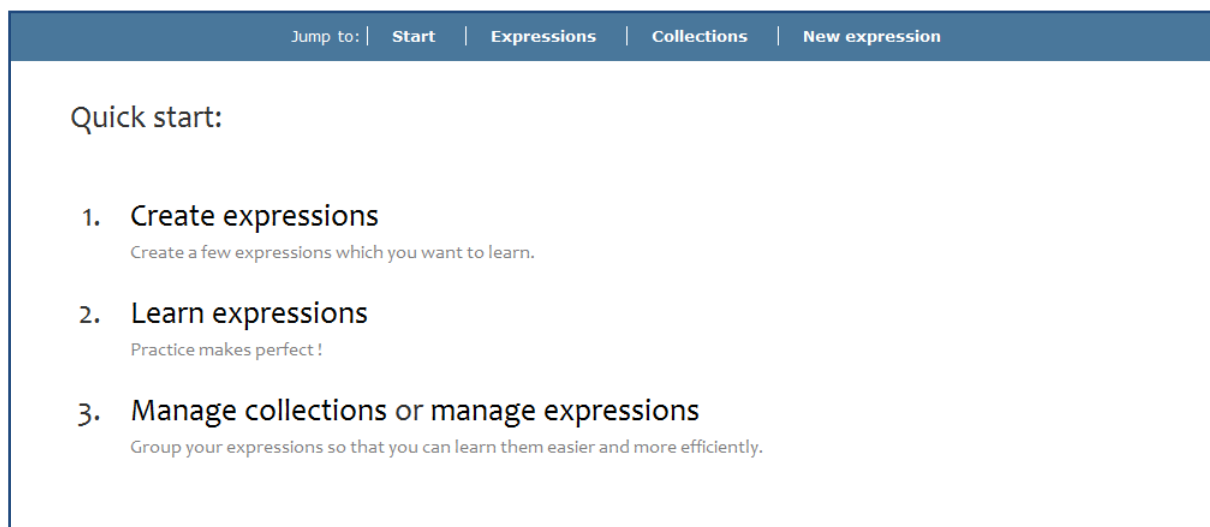 Jump to: | Start | Expressions | Collections | New expression
Quick start:
1. Create expressions
Create a few expressions which you want to learn.
2. Learn expressions
Practice makes perfect !
3. Manage collections or manage expressions
Group your expressions so that you can learn them easier and more efficiently.